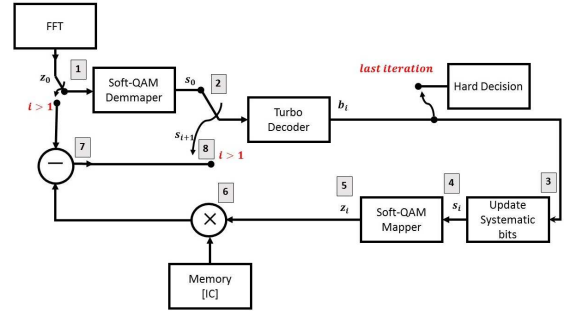 FFT
1
z0
Soft-QAM
Demmaper
s0
2
last iteration
Hard Decision
i > 1
Turbo
Decoder
bi
si+1
8
i > 1
7
—
6
×
5
zi
Soft-QAM
Mapper
4
si
3
Update
Systematic
bits
Memory
[IC]